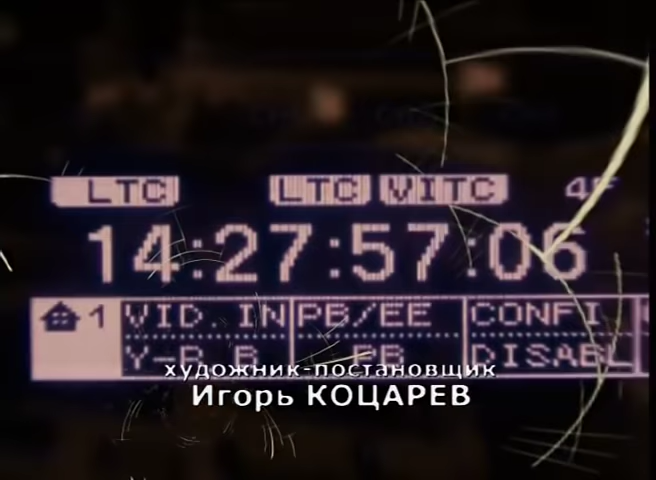 LTC LTC VITC 4F
14:27:57:06
1 VID.IN PB/EE CONFI
Y-R,B PB DISABL
художник-постановщик
Игорь КОЦАРЕВ